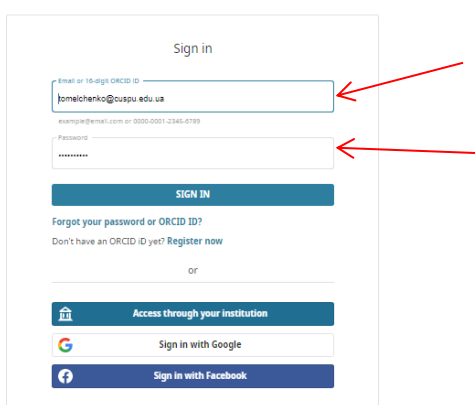 Sign in
Email or 16-digit ORCID iD
tomelchenko@cuspu.edu.ua
example@email.com or 0000-0001-2345-6789
Password
••••••••••
SIGN IN
Forgot your password or ORCID ID?
Don't have an ORCID iD yet? Register now
or
Access through your institution
Sign in with Google
Sign in with Facebook